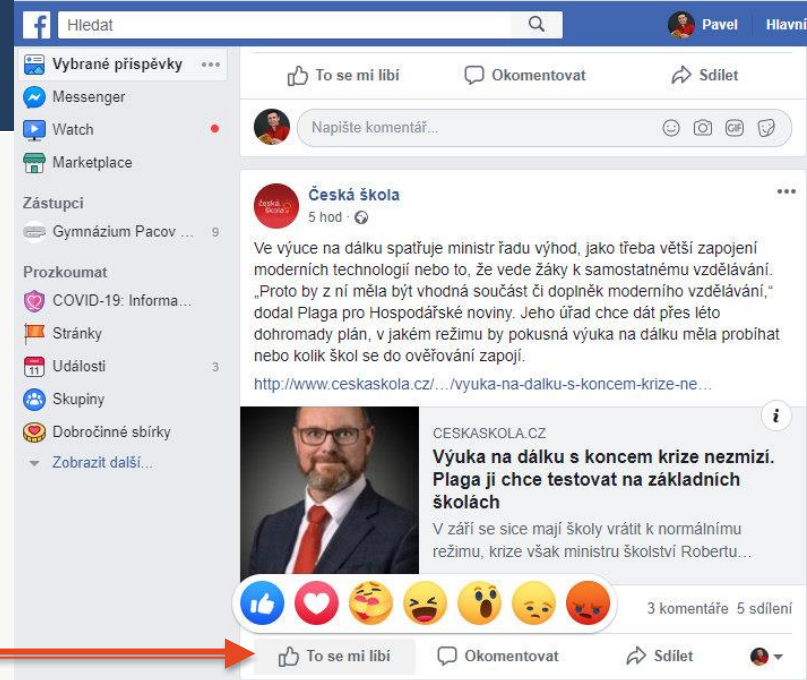 Hledat
Pavel
Hlavní
Vybrané příspěvky
Messenger
Watch
Marketplace
Zástupci
Gymnázium Pacov ... 9
Prozkoumat
COVID-19: Informa...
Stránky
Události 3
Skupiny
Dobročinné sbírky
Zobrazit další...
To se mi líbí Okomentovat Sdílet
Napište komentář...
GIF
česká škola
Česká škola
5 hod ·
Ve výuce na dálku spatřuje ministr řadu výhod, jako třeba větší zapojení
moderních technologií nebo to, že vede žáky k samostatnému vzdělávání.
„Proto by z ní měla být vhodná součást či doplněk moderního vzdělávání,“
dodal Plaga pro Hospodářské noviny. Jeho úřad chce dát přes léto
dohromady plán, v jakém režimu by pokusná výuka na dálku měla probíhat
nebo kolik škol se do ověřování zapojí.
http://www.ceskaskola.cz/.../vyuka-na-dalku-s-koncem-krize-ne...
i
CESKASKOLA.CZ
Výuka na dálku s koncem krize nezmizí.
Plaga ji chce testovat na základních
školách
V září se sice mají školy vrátit k normálnímu
režimu, krize však ministru školství Robertu...
3 komentáře 5 sdílení
To se mi líbí Okomentovat Sdílet